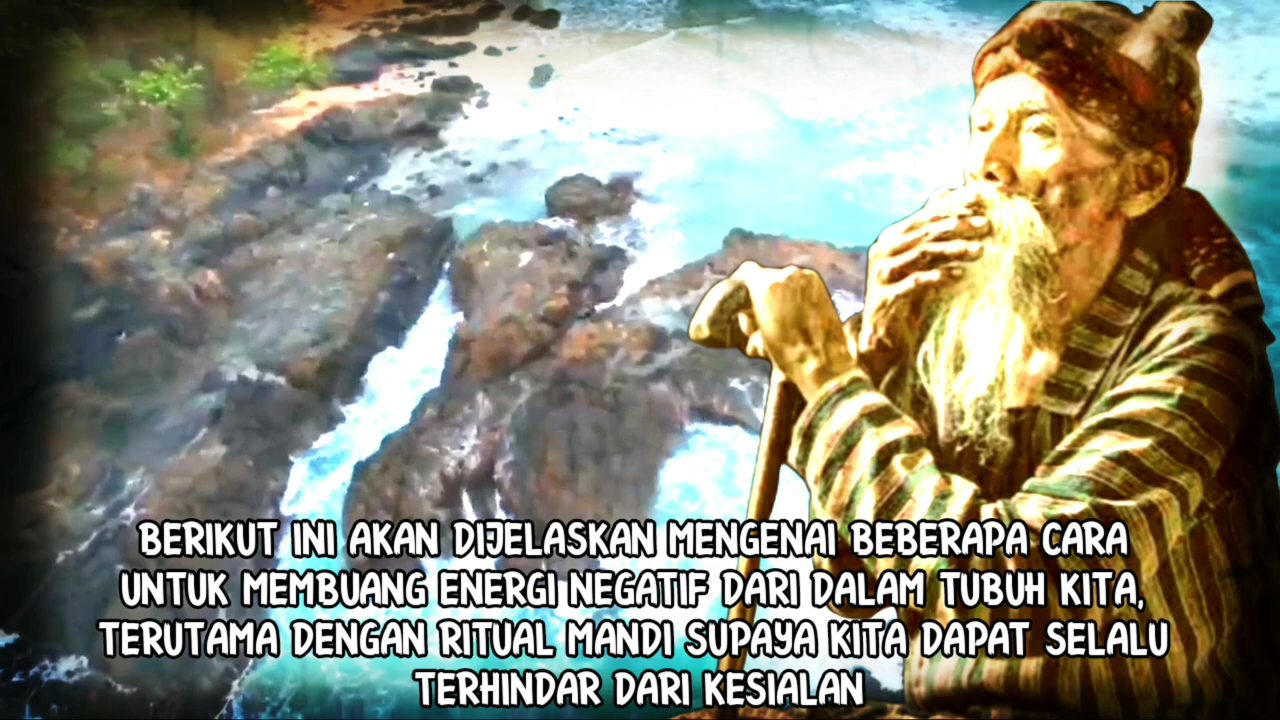 BERIKUT INI AKAN DIJELASKAN MENGENAI BEBERAPA CARA
UNTUK MEMBUANG ENERGI NEGATIF DARI DALAM TUBUH KITA,
TERUTAMA DENGAN RITUAL MANDI SUPAYA KITA DAPAT SELALU
TERHINDAR DARI KESIALAN